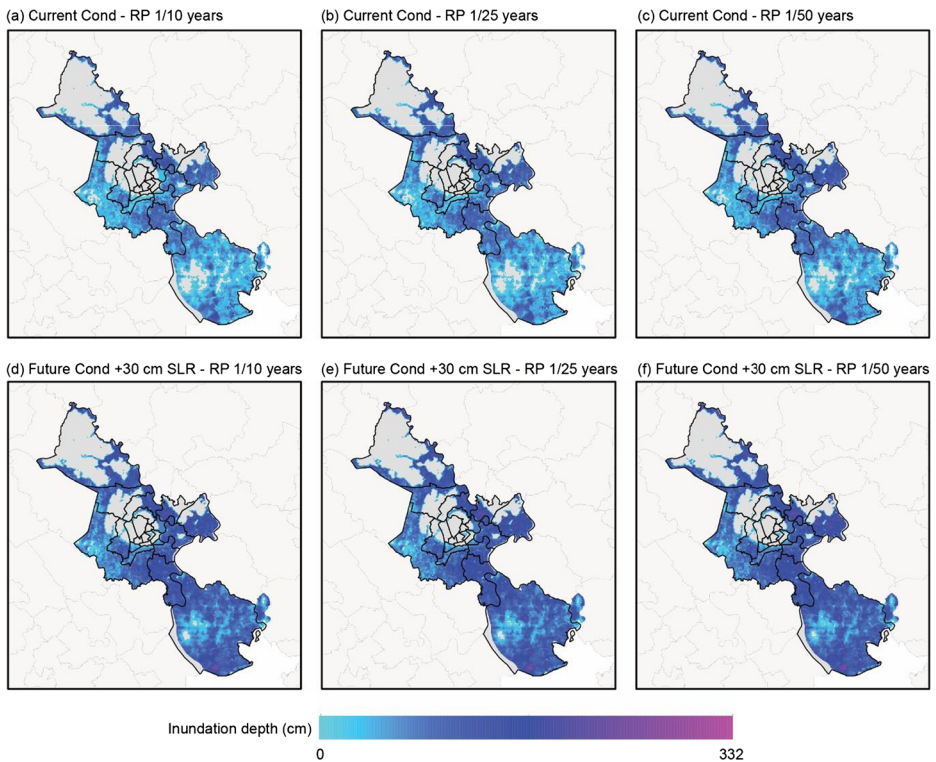 (a) Current Cond - RP 1/10 years
(b) Current Cond - RP 1/25 years
(c) Current Cond - RP 1/50 years
(d) Future Cond +30 cm SLR - RP 1/10 years
(e) Future Cond +30 cm SLR - RP 1/25 years
(f) Future Cond +30 cm SLR - RP 1/50 years
Inundation depth (cm)
0
332